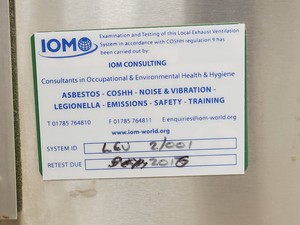 IOM
Examination and Testing of this Local Exhaust Ventilation
System in accordance with COSHH regulation 9 has
been carried out by:
IOM CONSULTING
Consultants in Occupational & Environmental Health & Hygiene
ASBESTOS - COSHH - NOISE & VIBRATION -
LEGIONELLA - EMISSIONS - SAFETY - TRAINING
T 01785 764810 F 01785 764811 E enquiries@iom-world.org
www.iom-world.org
SYSTEM ID LEV 2/001
RETEST DUE 2016